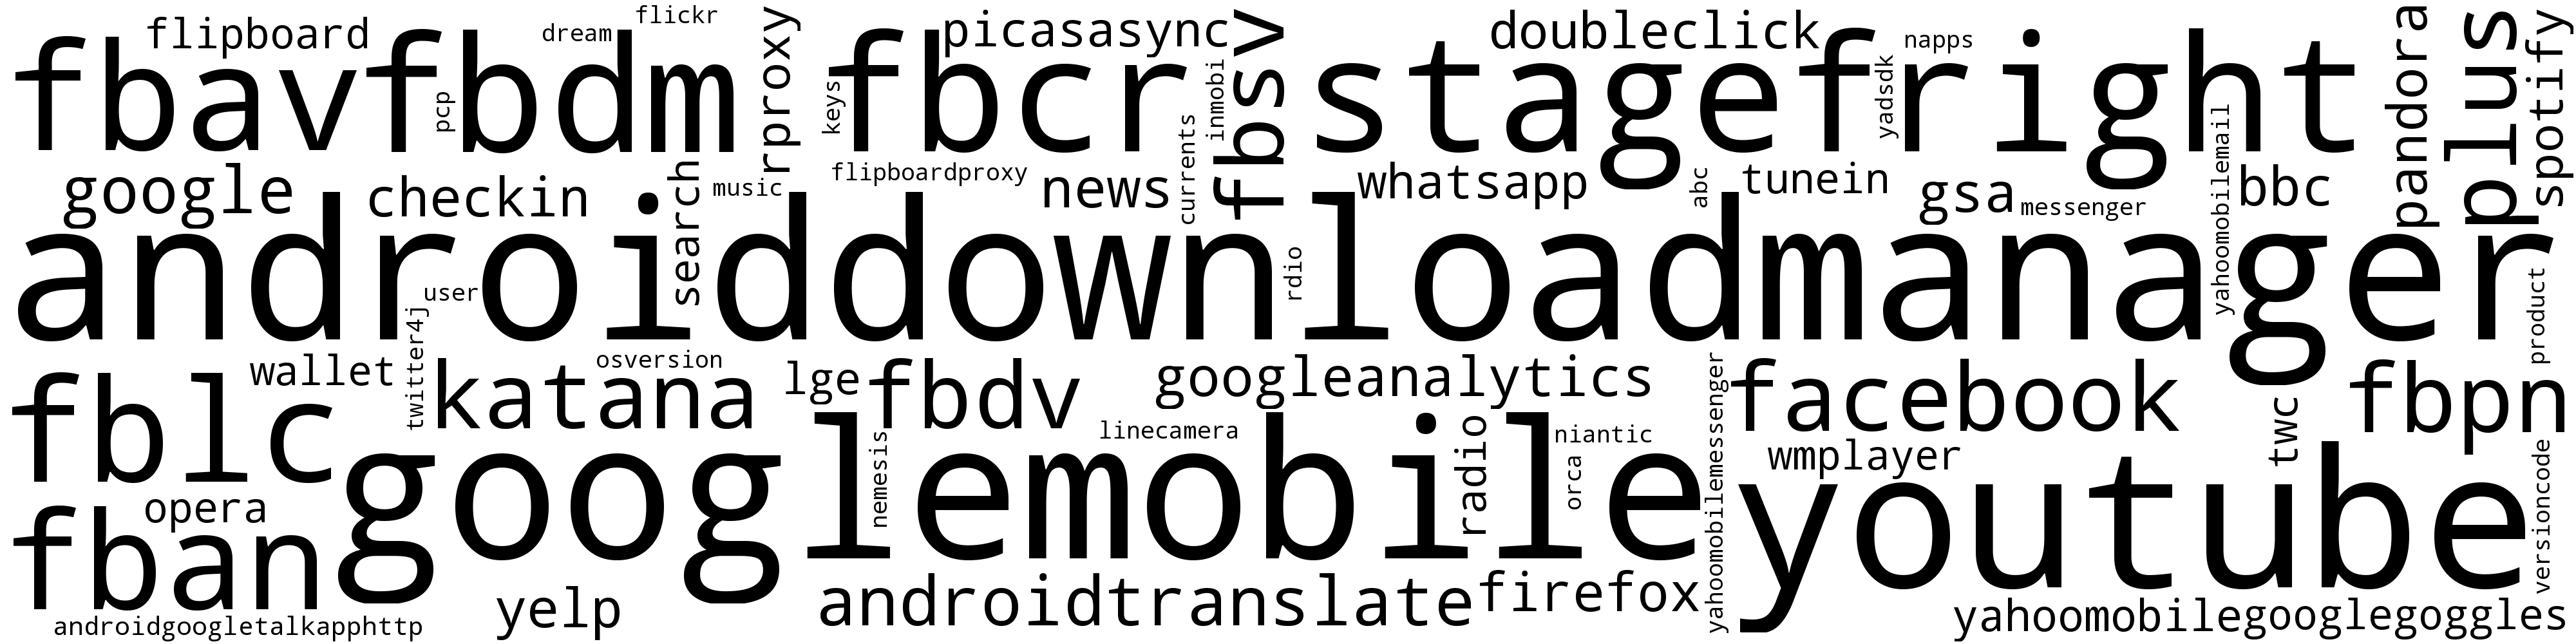 flipboard
dream
flickr
rproxy
picasasync
fbsv
doubleclick
napps
pandora
plus
spotify
fbav
fbdm
pcp
keys
fbcr
inmobi
stagefright
yadsdk
google
checkin
search
music
flipboardproxy
news
currents
whatsapp
abc
tunein
gsa
messenger
yahoomobilemail
bbc
androiddownloadmanager
user
rdio
product
wallet
twitter4j
osversion
katana
lge
fbdv
googleanalytics
yahoomobilemessenger
facebook
twc
fbpn
fblc
nemesis
linecamera
radio
niantic
orca
wmplayer
versioncode
googlemobile
youtube
opera
fban
yelp
androidtranslate
firefox
androidgoogletalkapphttp
yahoomobile
googlegoggles